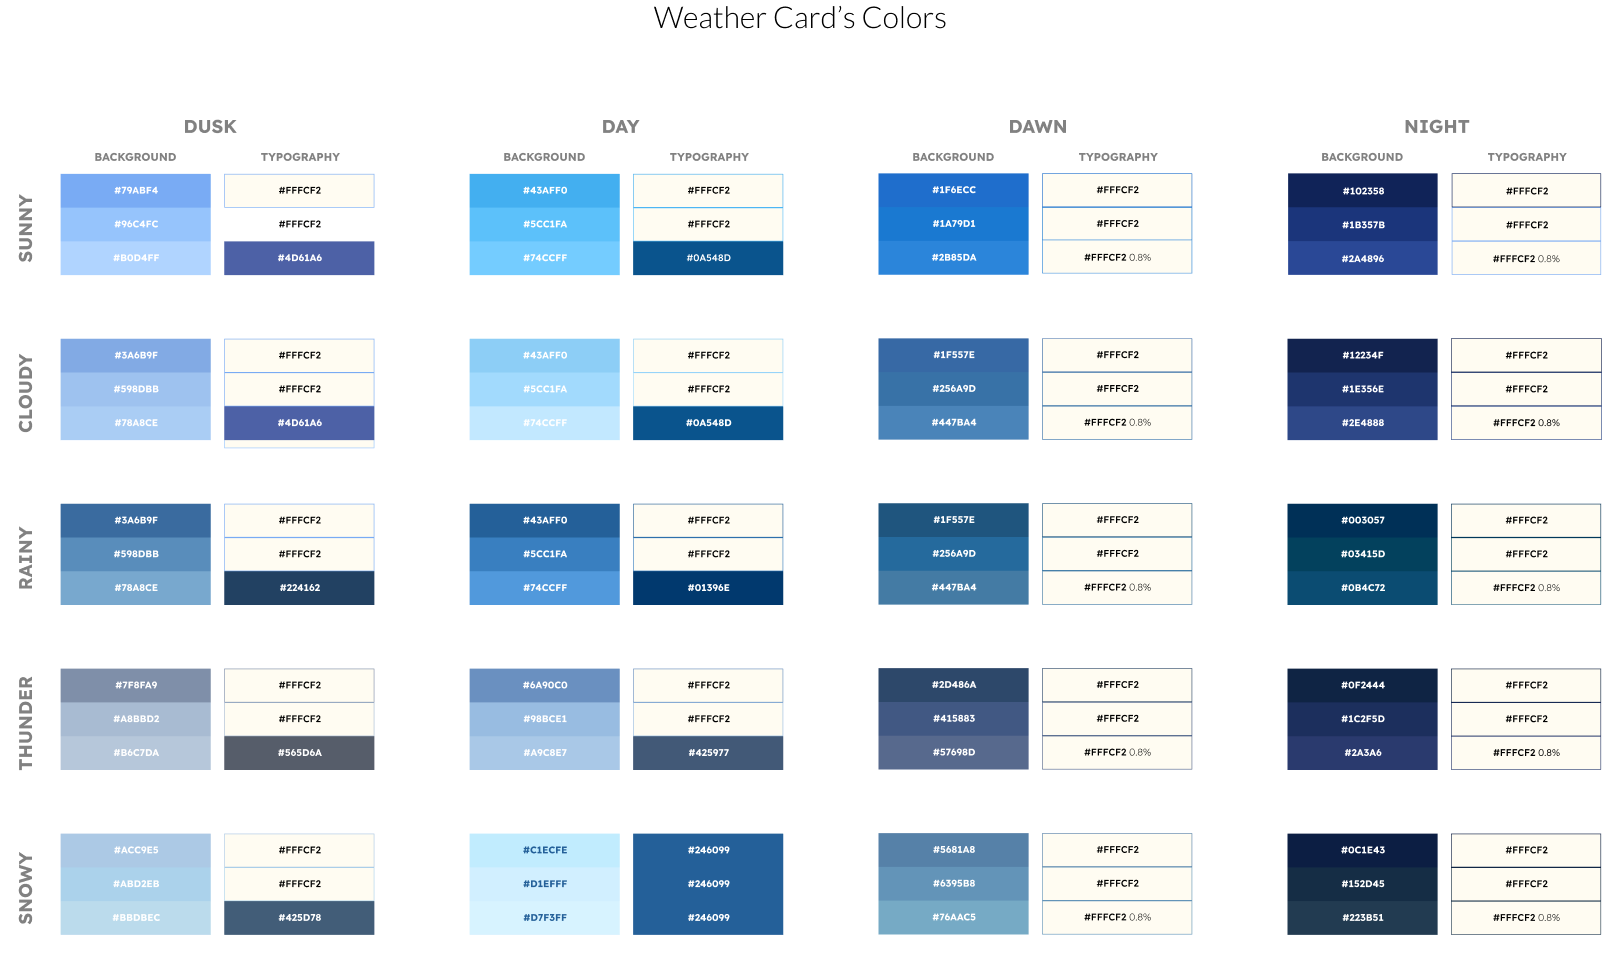 Weather Card's Colors
DUSK DAY DAWN NIGHT
BACKGROUND TYPOGRAPHY BACKGROUND TYPOGRAPHY BACKGROUND TYPOGRAPHY BACKGROUND TYPOGRAPHY
SUNNY
#79ABF4 #FFFCF2 #43AFF0 #FFFCF2 #1F6ECC #FFFCF2 #102358 #FFFCF2
#96C4FC #FFFCF2 #5CC1FA #FFFCF2 #1A79D1 #FFFCF2 #1B357B #FFFCF2
#B0D4FF #4D61A6 #74CCFF #0A548D #2B85DA #FFFCF2 0.8% #2A4896 #FFFCF2 0.8%
CLOUDY
#3A6B9F #FFFCF2 #43AFF0 #FFFCF2 #1F557E #FFFCF2 #12234F #FFFCF2
#598DBB #FFFCF2 #5CC1FA #FFFCF2 #256A9D #FFFCF2 #1E356E #FFFCF2
#78A8CE #4D61A6 #74CCFF #0A548D #447BA4 #FFFCF2 0.8% #2E4888 #FFFCF2 0.8%
RAINY
#3A6B9F #FFFCF2 #43AFF0 #FFFCF2 #1F557E #FFFCF2 #003057 #FFFCF2
#598DBB #FFFCF2 #5CC1FA #FFFCF2 #256A9D #FFFCF2 #03415D #FFFCF2
#78A8CE #224162 #74CCFF #01396E #447BA4 #FFFCF2 0.8% #0B4C72 #FFFCF2 0.8%
THUNDER
#7F8FA9 #FFFCF2 #6A90C0 #FFFCF2 #2D486A #FFFCF2 #0F2444 #FFFCF2
#A8BBD2 #FFFCF2 #98BCE1 #FFFCF2 #415883 #FFFCF2 #1C2F5D #FFFCF2
#B6C7DA #565D6A #A9C8E7 #425977 #57698D #FFFCF2 0.8% #2A3A6 #FFFCF2 0.8%
SNOWY
#ACC9E5 #FFFCF2 #C1ECFE #246099 #5681A8 #FFFCF2 #0C1E43 #FFFCF2
#ABD2EB #FFFCF2 #D1EFFF #246099 #6395B8 #FFFCF2 #152D45 #FFFCF2
#BBDBEC #425D78 #D7F3FF #246099 #76AAC5 #FFFCF2 0.8% #223B51 #FFFCF2 0.8%